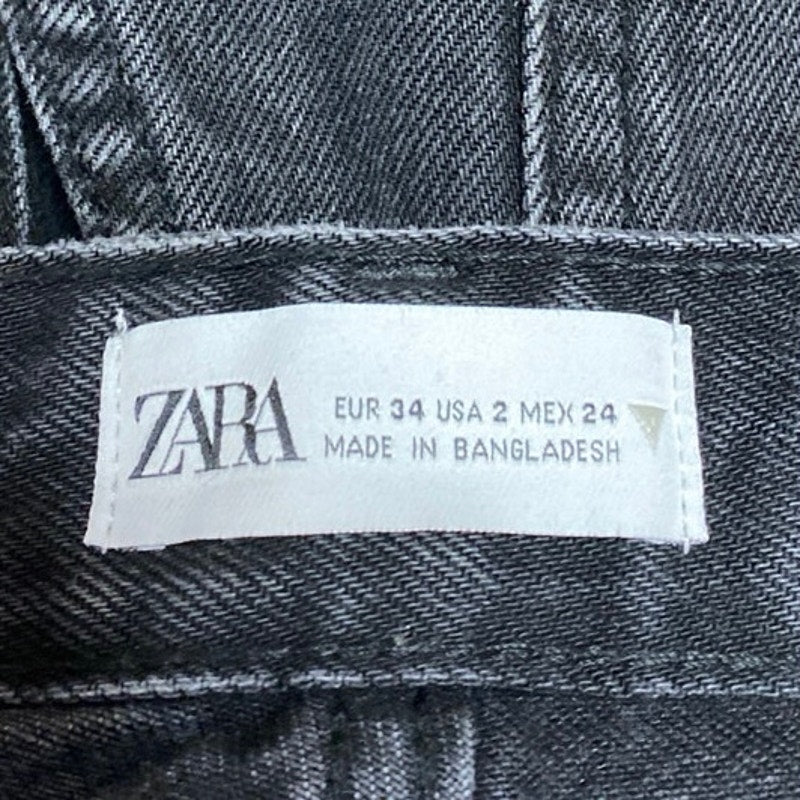 ZARA
EUR 34 USA 2 MEX 24
MADE IN BANGLADESH